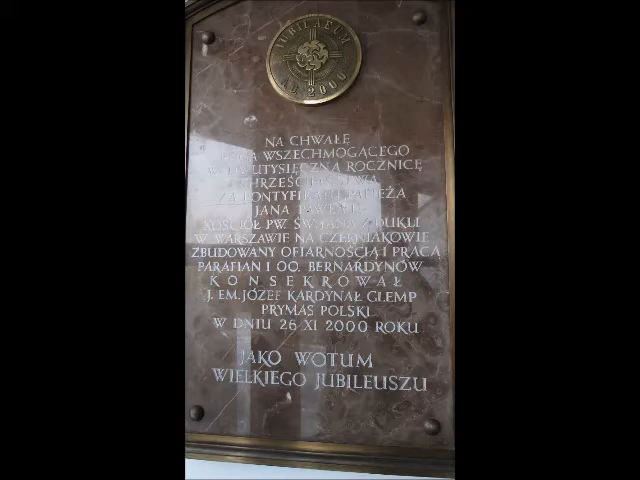 IUBILAEUM
A.D. 2000
NA CHWAŁĘ
BOGA WSZECHMOGĄCEGO
W DWUTYSIĘCZNĄ ROCZNICĘ
CHRZEŚCIJAŃSTWA
ZA PONTYFIKATU PAPIEŻA
JANA PAWŁA II
KOŚCIÓŁ PW. ŚW. JANA Z DUKLI
W WARSZAWIE NA CZERNIAKOWIE
ZBUDOWANY OFIARNOŚCIĄ I PRACĄ
PARAFIAN I OO. BERNARDYNÓW
KONSEKROWAŁ
J. EM. JÓZEF KARDYNAŁ GLEMP
PRYMAS POLSKI
W DNIU 26 XI 2000 ROKU
JAKO WOTUM
WIELKIEGO JUBILEUSZU